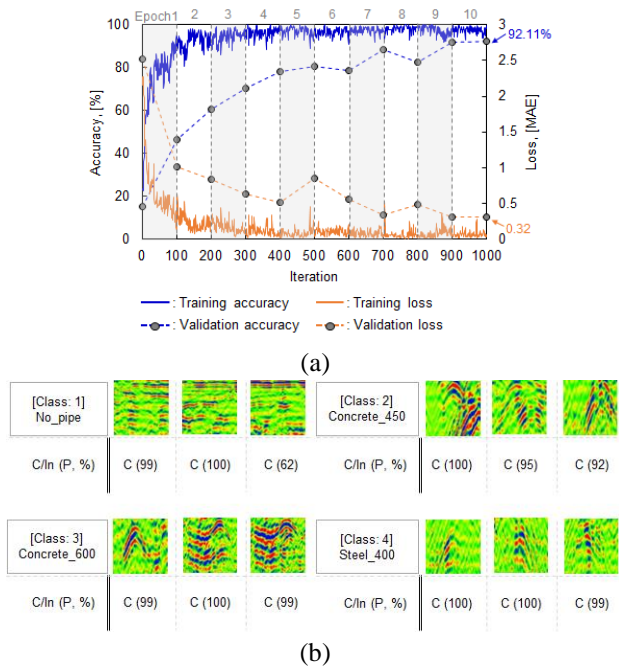 Epoch1 2 3 4 5 6 7 8 9 10
100 3
80 2.5
60 2
1.5
40 1
20 0.5
0 0
92.11%
0.32
Accuracy, [%]
Loss, [MAE]
0 100 200 300 400 500 600 700 800 900 1000
Iteration
: Training accuracy : Training loss
: Validation accuracy : Validation loss
(a)
[Class: 1]
No_pipe
C/In (P, %) C (99) C (100) C (62)
[Class: 2]
Concrete_450
C/In (P, %) C (100) C (95) C (92)
[Class: 3]
Concrete_600
C/In (P, %) C (99) C (100) C (99)
[Class: 4]
Steel_400
C/In (P, %) C (100) C (100) C (99)
(b)